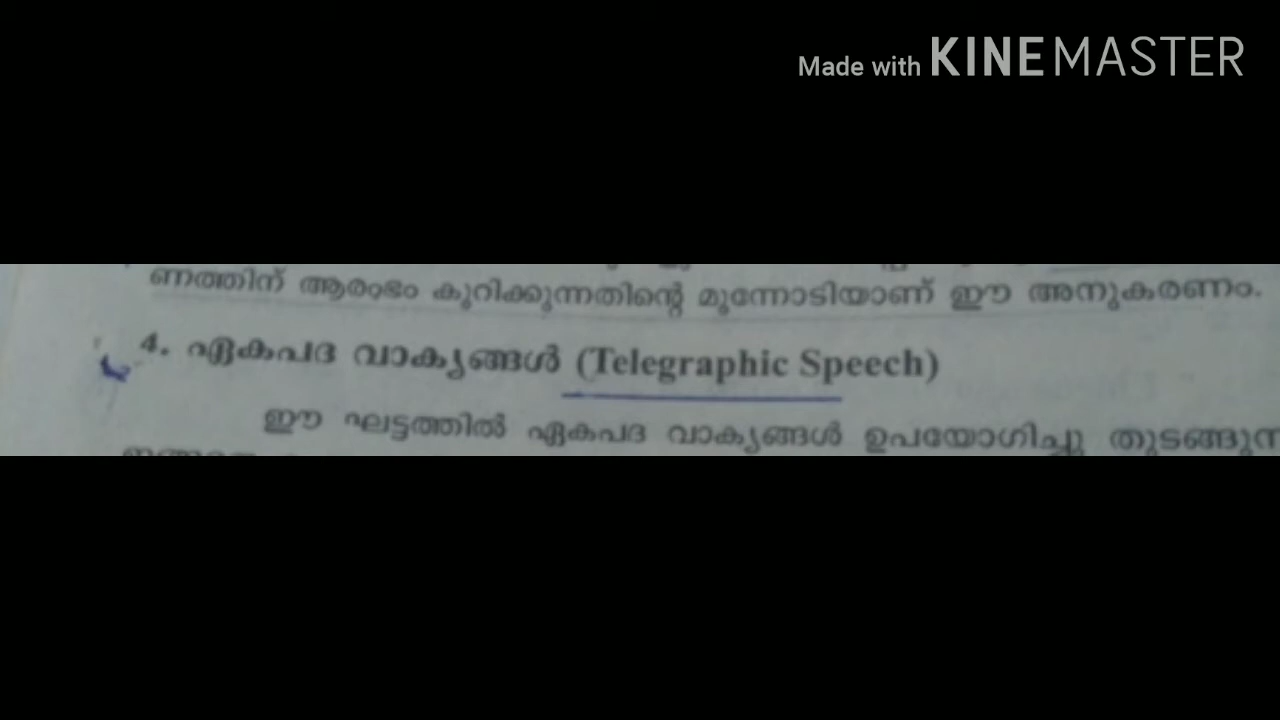 Made with KINEMASTER
ണത്തിന് ആരംഭം കുറിക്കുന്നതിന്റെ മുന്നോടിയാണ് ഈ അനുകരണം.
4. ഏകപദ വാക്യങ്ങൾ (Telegraphic Speech)
ഈ ഘട്ടത്തിൽ ഏകപദ വാക്യങ്ങൾ ഉപയോഗിച്ചു